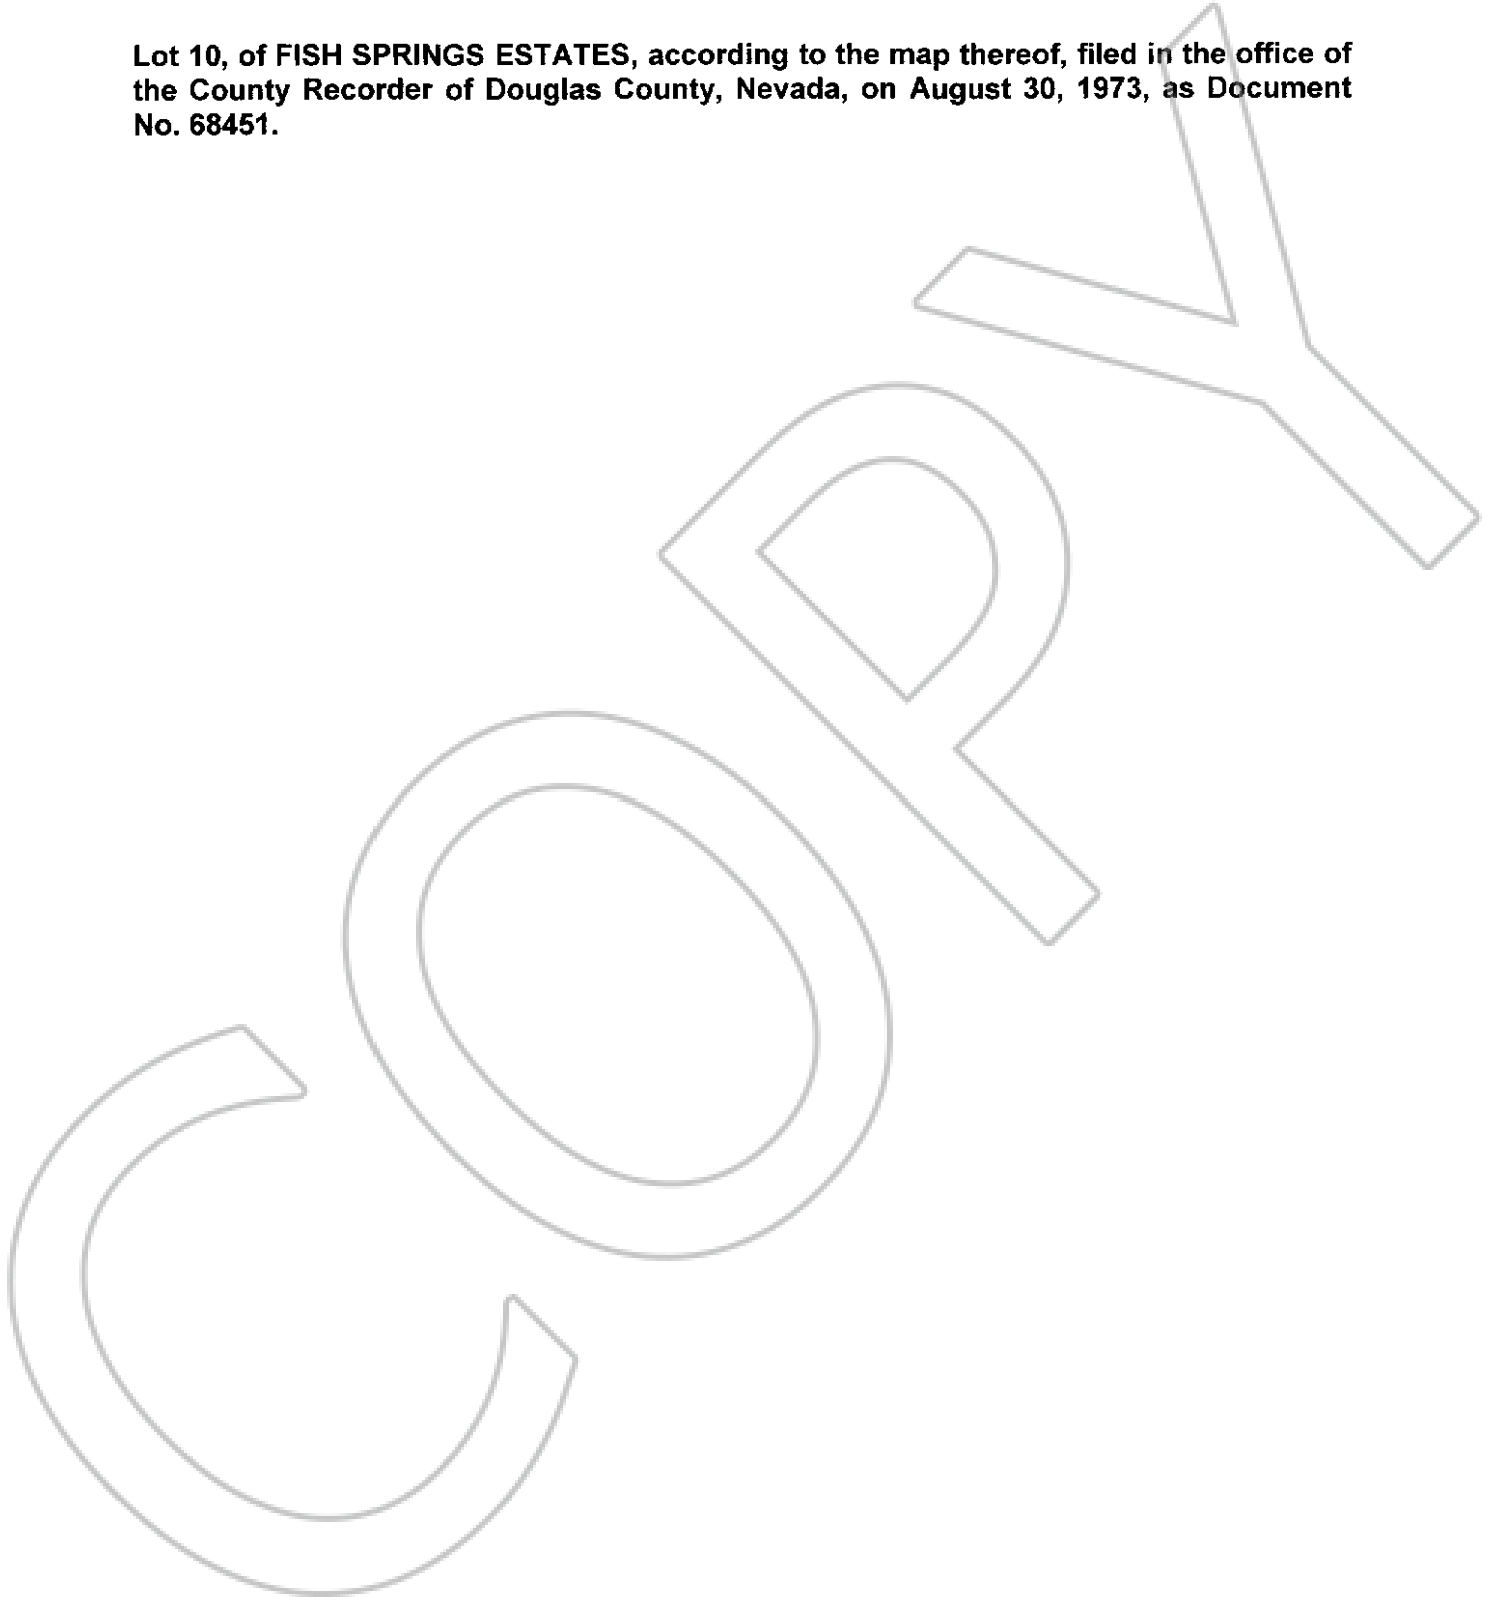 Lot 10, of FISH SPRINGS ESTATES, according to the map thereof, filed in the office of
the County Recorder of Douglas County, Nevada, on August 30, 1973, as Document
No. 68451.
COPY